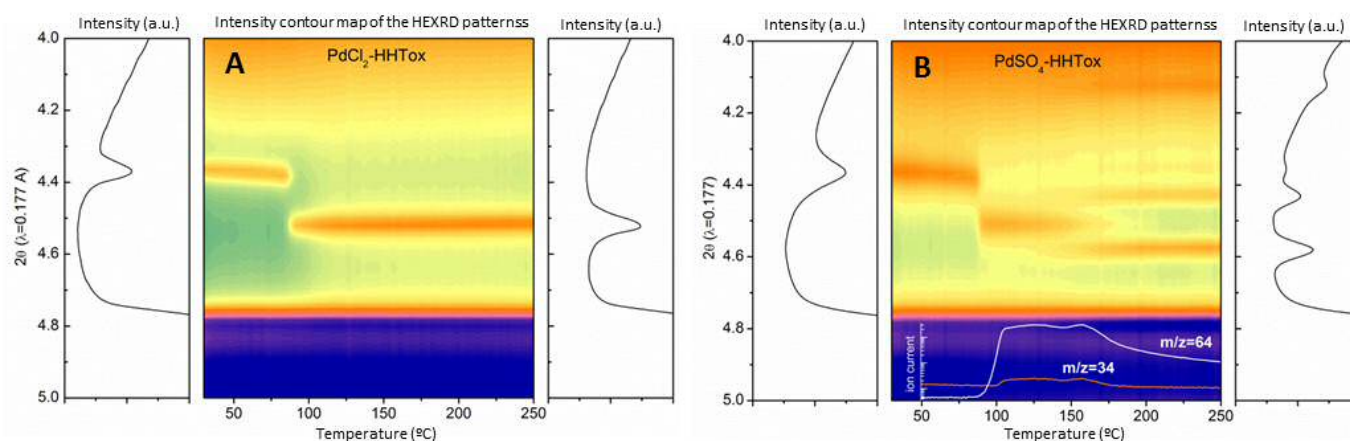 Intensity (a.u.)
Intensity contour map of the HEXRD patternss
Intensity (a.u.)
4.0
4.2
4.4
4.6
4.8
5.0
2θ (λ=0.177 A)
A
PdCl2-HHTox
50
100
150
200
250
Temperature (ºC)
Intensity (a.u.)
Intensity contour map of the HEXRD patternss
Intensity (a.u.)
4.0
4.2
4.4
4.6
4.8
5.0
2θ (λ=0.177)
B
PdSO4-HHTox
ion current
m/z=64
m/z=34
50
100
150
200
250
Temperature (ºC)